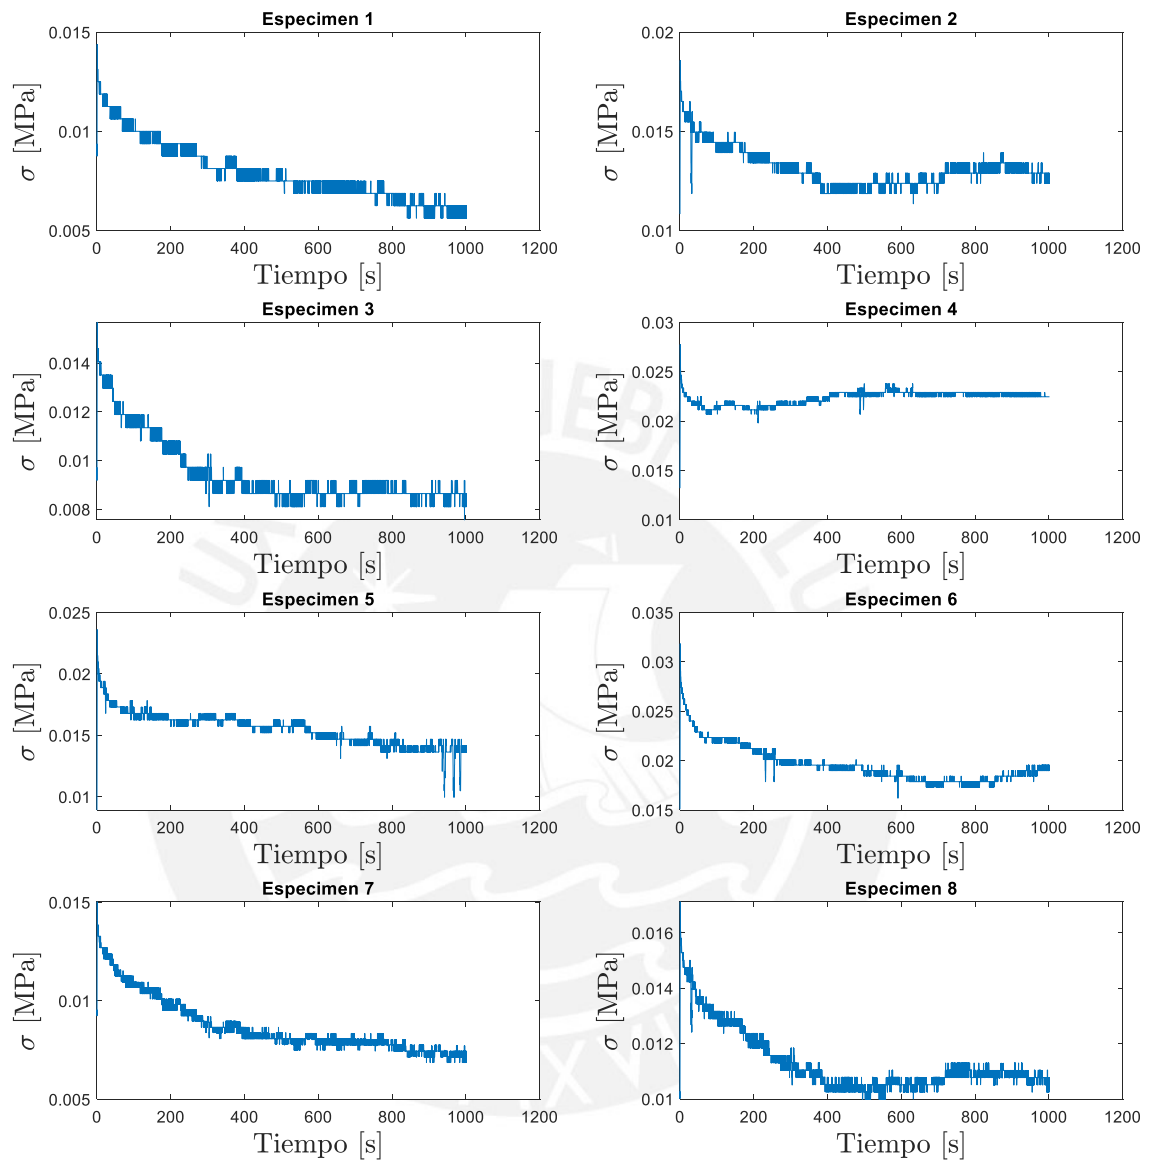 Especimen 1
0.015
0.01
0.005
σ [MPa]
0 200 400 600 800 1000 1200
Tiempo [s]
Especimen 2
0.02
0.015
0.01
σ [MPa]
0 200 400 600 800 1000 1200
Tiempo [s]
Especimen 3
0.014
0.012
0.01
0.008
σ [MPa]
0 200 400 600 800 1000 1200
Tiempo [s]
Especimen 4
0.03
0.025
0.02
0.015
0.01
σ [MPa]
0 200 400 600 800 1000 1200
Tiempo [s]
Especimen 5
0.025
0.02
0.015
0.01
σ [MPa]
0 200 400 600 800 1000 1200
Tiempo [s]
Especimen 6
0.035
0.03
0.025
0.02
0.015
σ [MPa]
0 200 400 600 800 1000 1200
Tiempo [s]
Especimen 7
0.015
0.01
0.005
σ [MPa]
0 200 400 600 800 1000 1200
Tiempo [s]
Especimen 8
0.016
0.014
0.012
0.01
σ [MPa]
0 200 400 600 800 1000 1200
Tiempo [s]